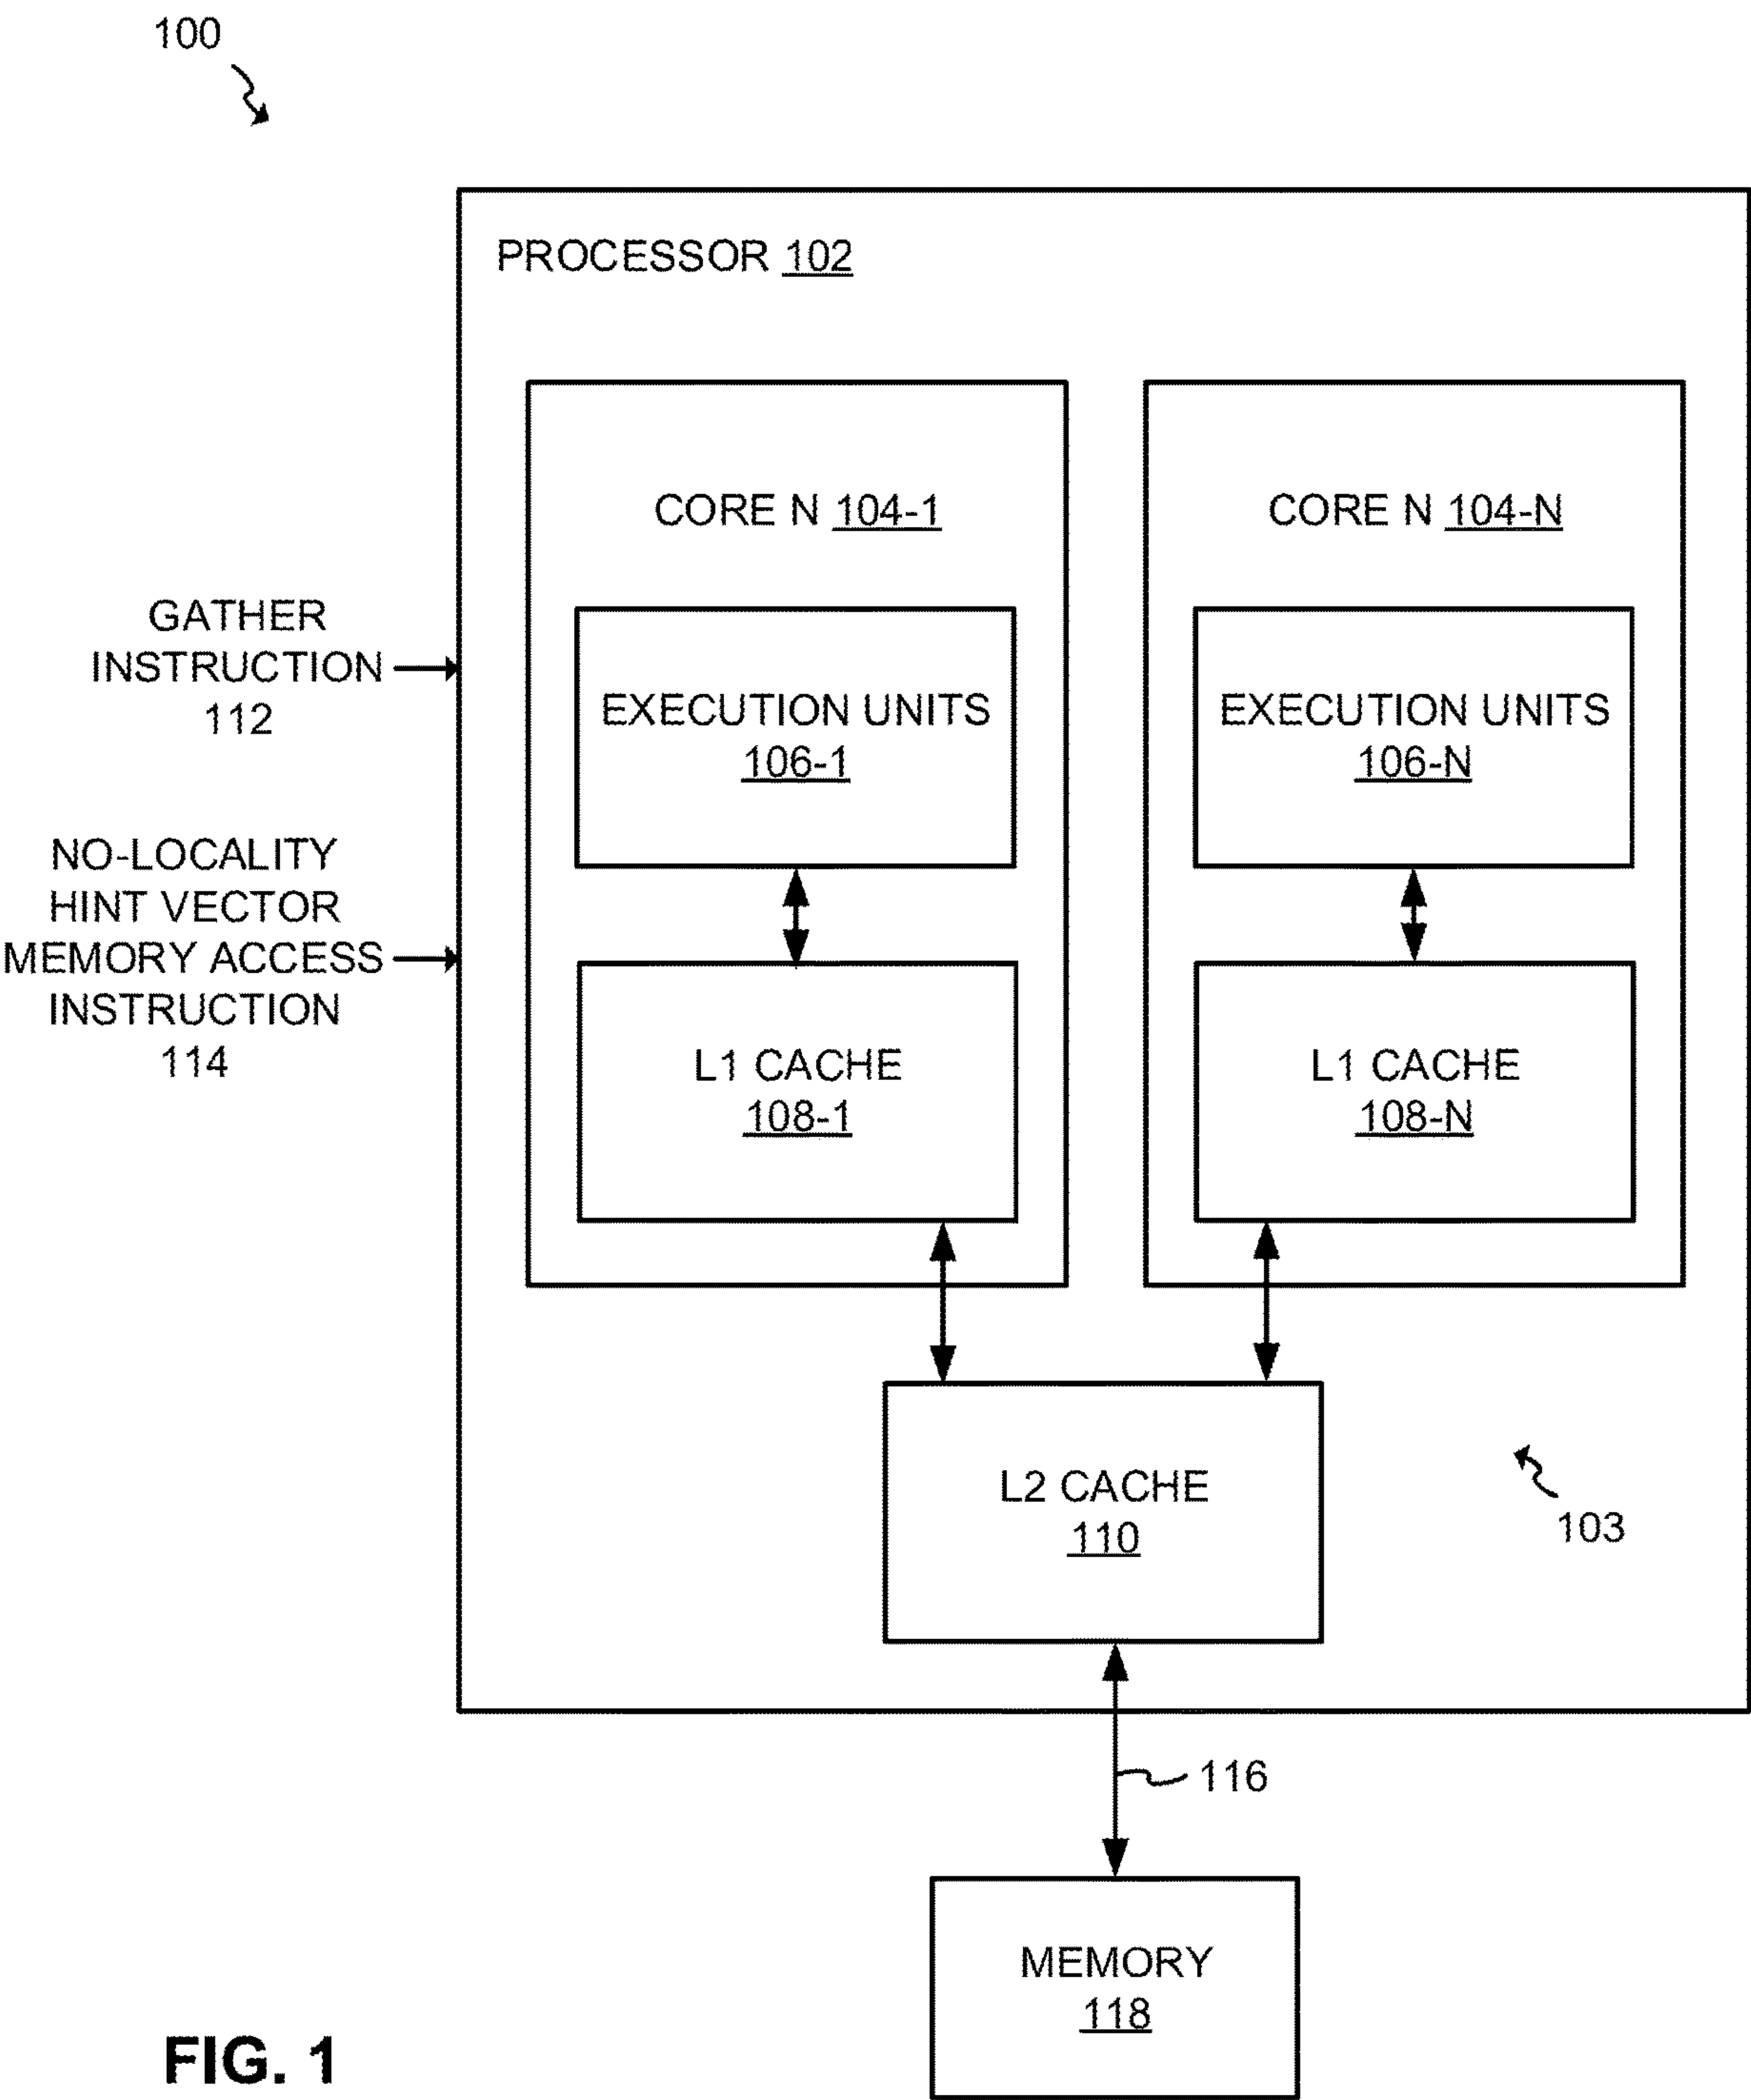 100
PROCESSOR 102
CORE N 104-1
CORE N 104-N
GATHER
INSTRUCTION
112
EXECUTION UNITS
106-1
EXECUTION UNITS
106-N
NO-LOCALITY
HINT VECTOR
MEMORY ACCESS
INSTRUCTION
114
L1 CACHE
108-1
L1 CACHE
108-N
L2 CACHE
110
103
116
MEMORY
118
FIG. 1